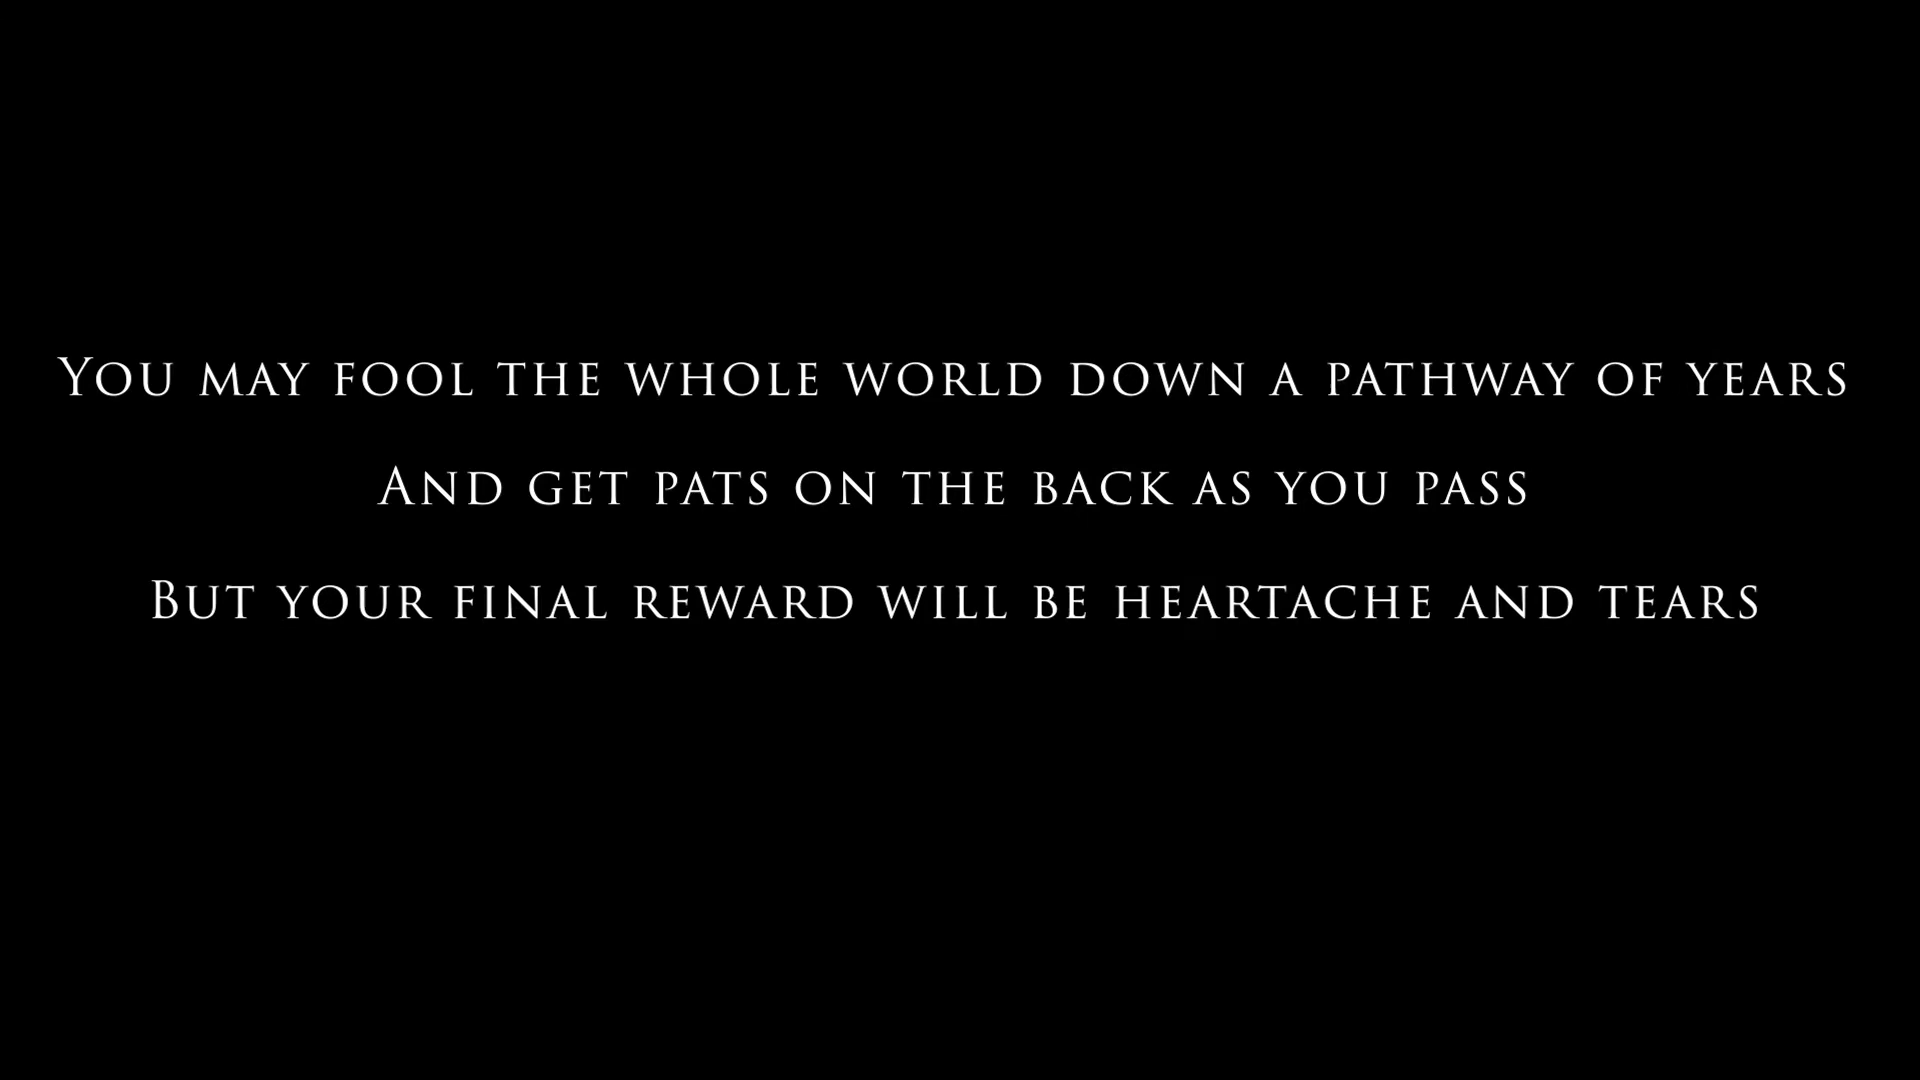 You may fool the whole world down a pathway of years
And get pats on the back as you pass
But your final reward will be heartache and tears